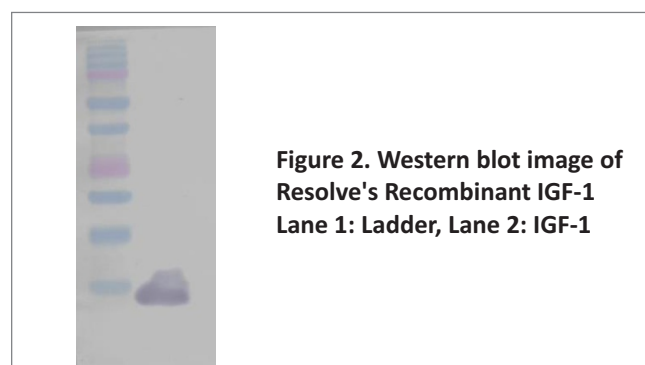 Figure 2. Western blot image of
Resolve's Recombinant IGF-1
Lane 1: Ladder, Lane 2: IGF-1